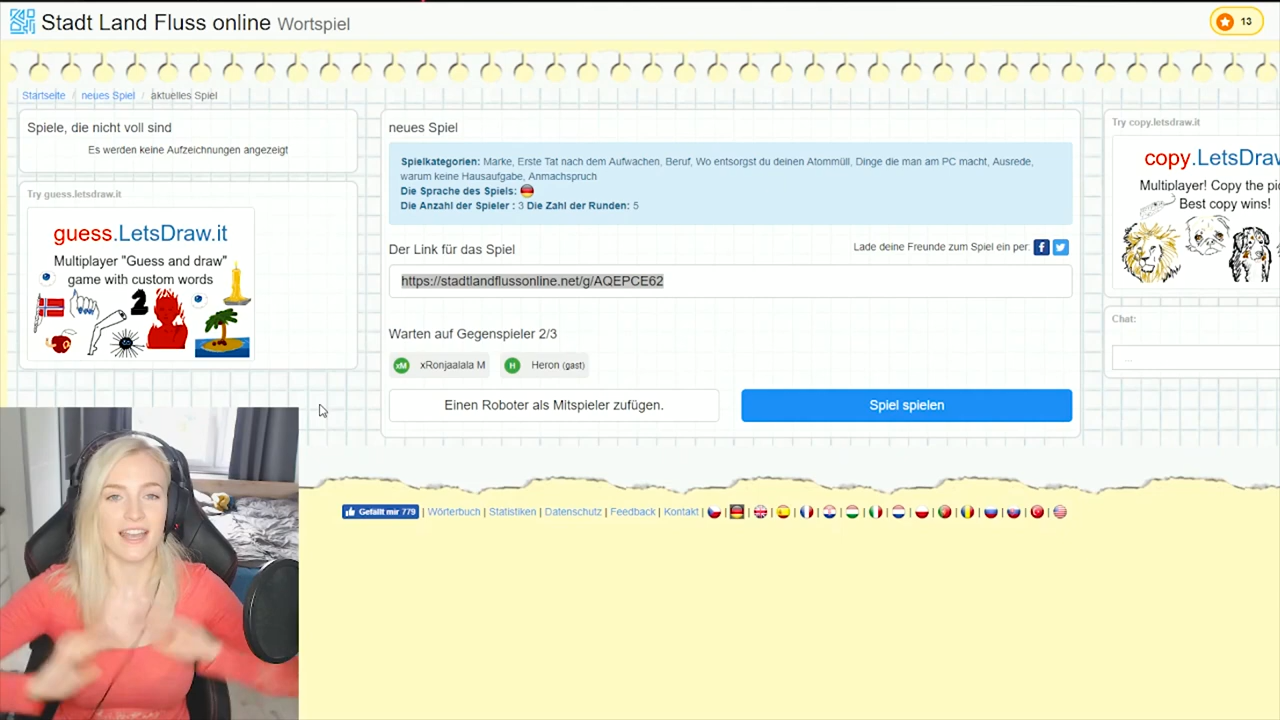 Stadt Land Fluss online Wortspiel
13
Startseite / neues Spiel / aktuelles Spiel
Spiele, die nicht voll sind
Es werden keine Aufzeichnungen angezeigt
Try guess.letsdraw.it
guess.LetsDraw.it
Multiplayer "Guess and draw"
game with custom words
2
neues Spiel
Spielkategorien: Marke, Erste Tat nach dem Aufwachen, Beruf, Wo entsorgst du deinen Atommüll, Dinge die man am PC macht, Ausrede,
warum keine Hausaufgabe, Anmachspruch
Die Sprache des Spiels:
Die Anzahl der Spieler : 3 Die Zahl der Runden: 5
Der Link für das Spiel
Lade deine Freunde zum Spiel ein per:
https://stadtlandflussonline.net/g/AQEPCE62
Warten auf Gegenspieler 2/3
xM xRonjaalala M H Heron (gast)
Einen Roboter als Mitspieler zufügen.
Spiel spielen
Try copy.letsdraw.it
copy.LetsDraw
Multiplayer! Copy the pic
Best copy wins!
Chat:
...
Gefällt mir 779 | Wörterbuch | Statistiken | Datenschutz | Feedback | Kontakt